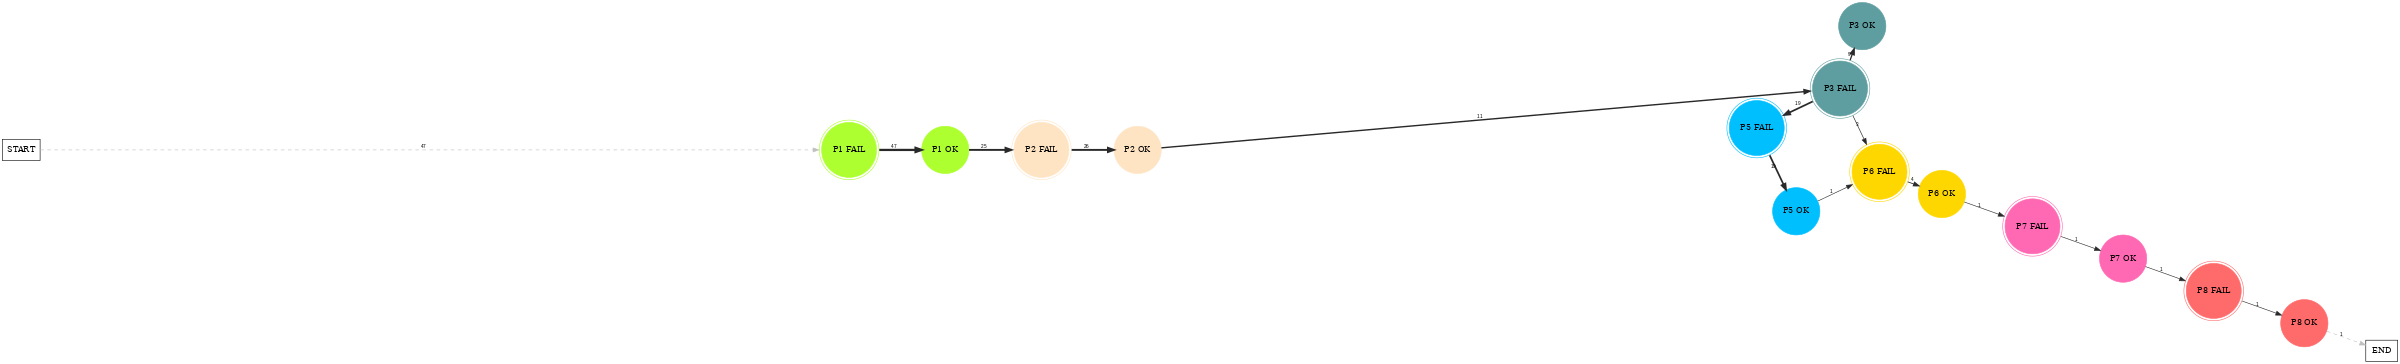 START
47
P1 FAIL
47
P1 OK
25
P2 FAIL
26
P2 OK
11
P3 OK
P3 FAIL
19
P5 FAIL
P5 OK
1
P6 FAIL
4
P6 OK
1
P7 FAIL
1
P7 OK
1
P8 FAIL
1
P8 OK
1
END